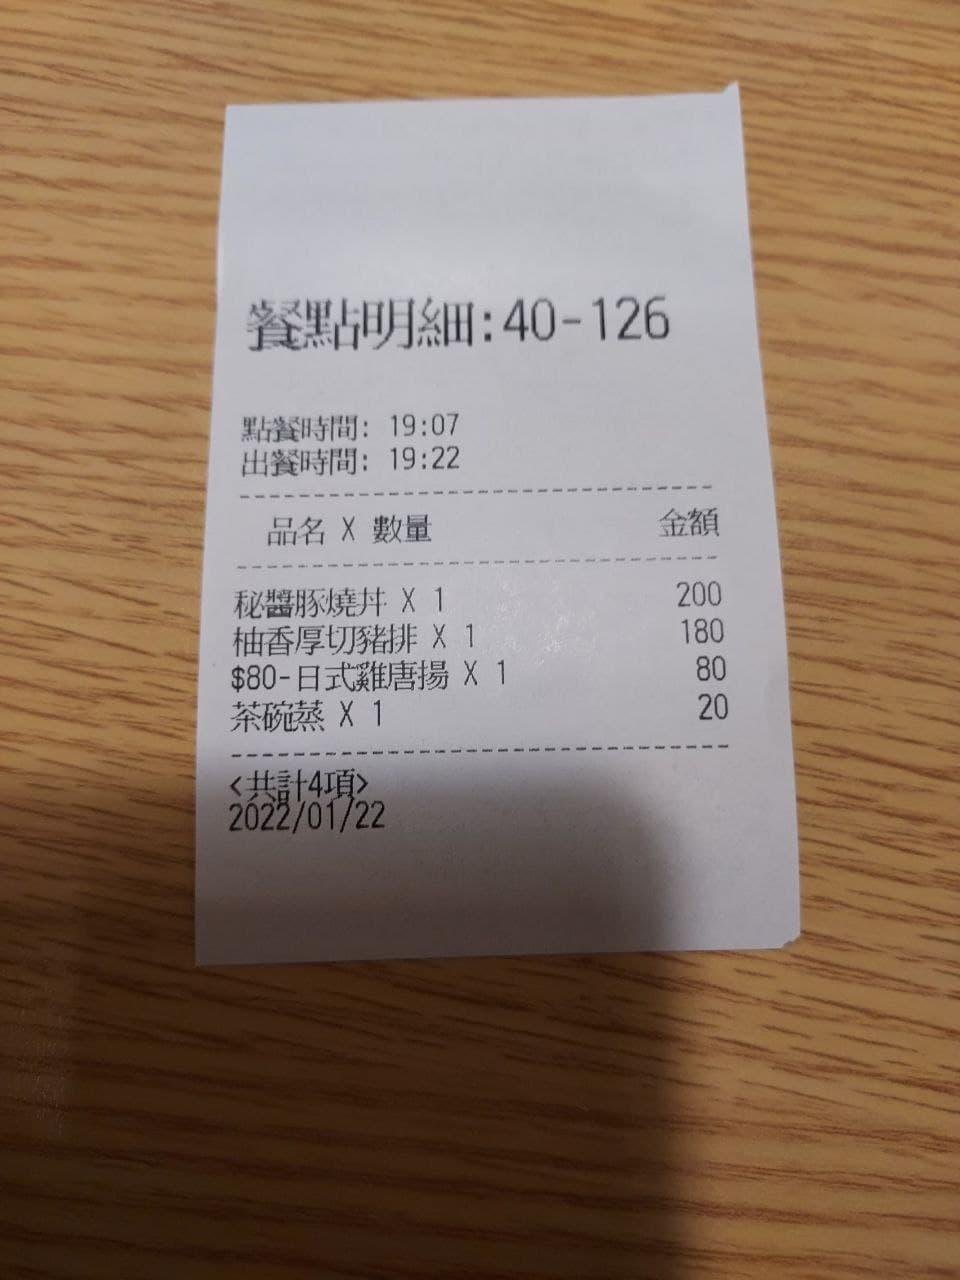 餐點明細:40-126
點餐時間: 19:07
出餐時間: 19:22
品名 X 數量 金額
秘醬豚燒丼 X 1 200
柚香厚切豬排 X 1 180
$80-日式雞唐揚 X 1 80
茶碗蒸 X 1 20
<共計4項>
2022/01/22